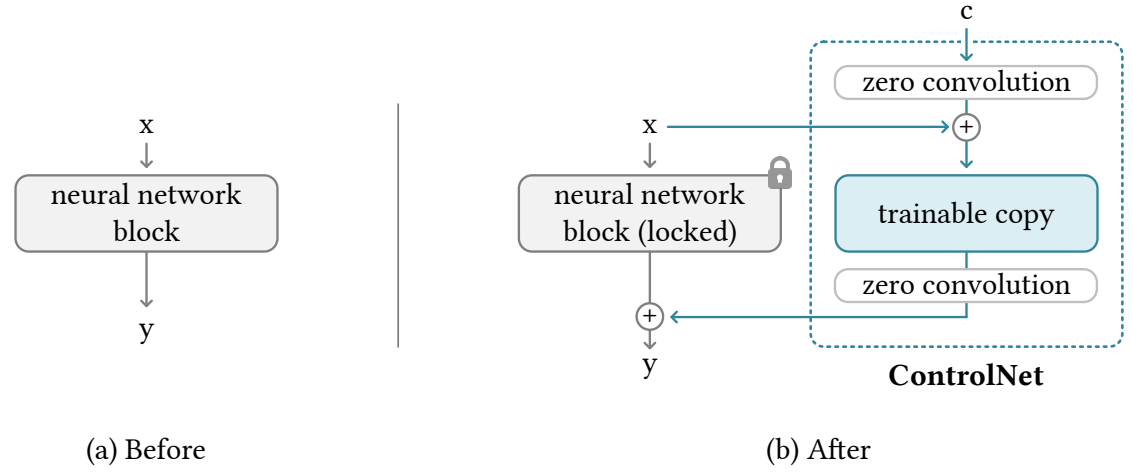 x
neural network
block
y
(a) Before
c
zero convolution
x
+
neural network
block (locked)
trainable copy
zero convolution
+
y
ControlNet
(b) After